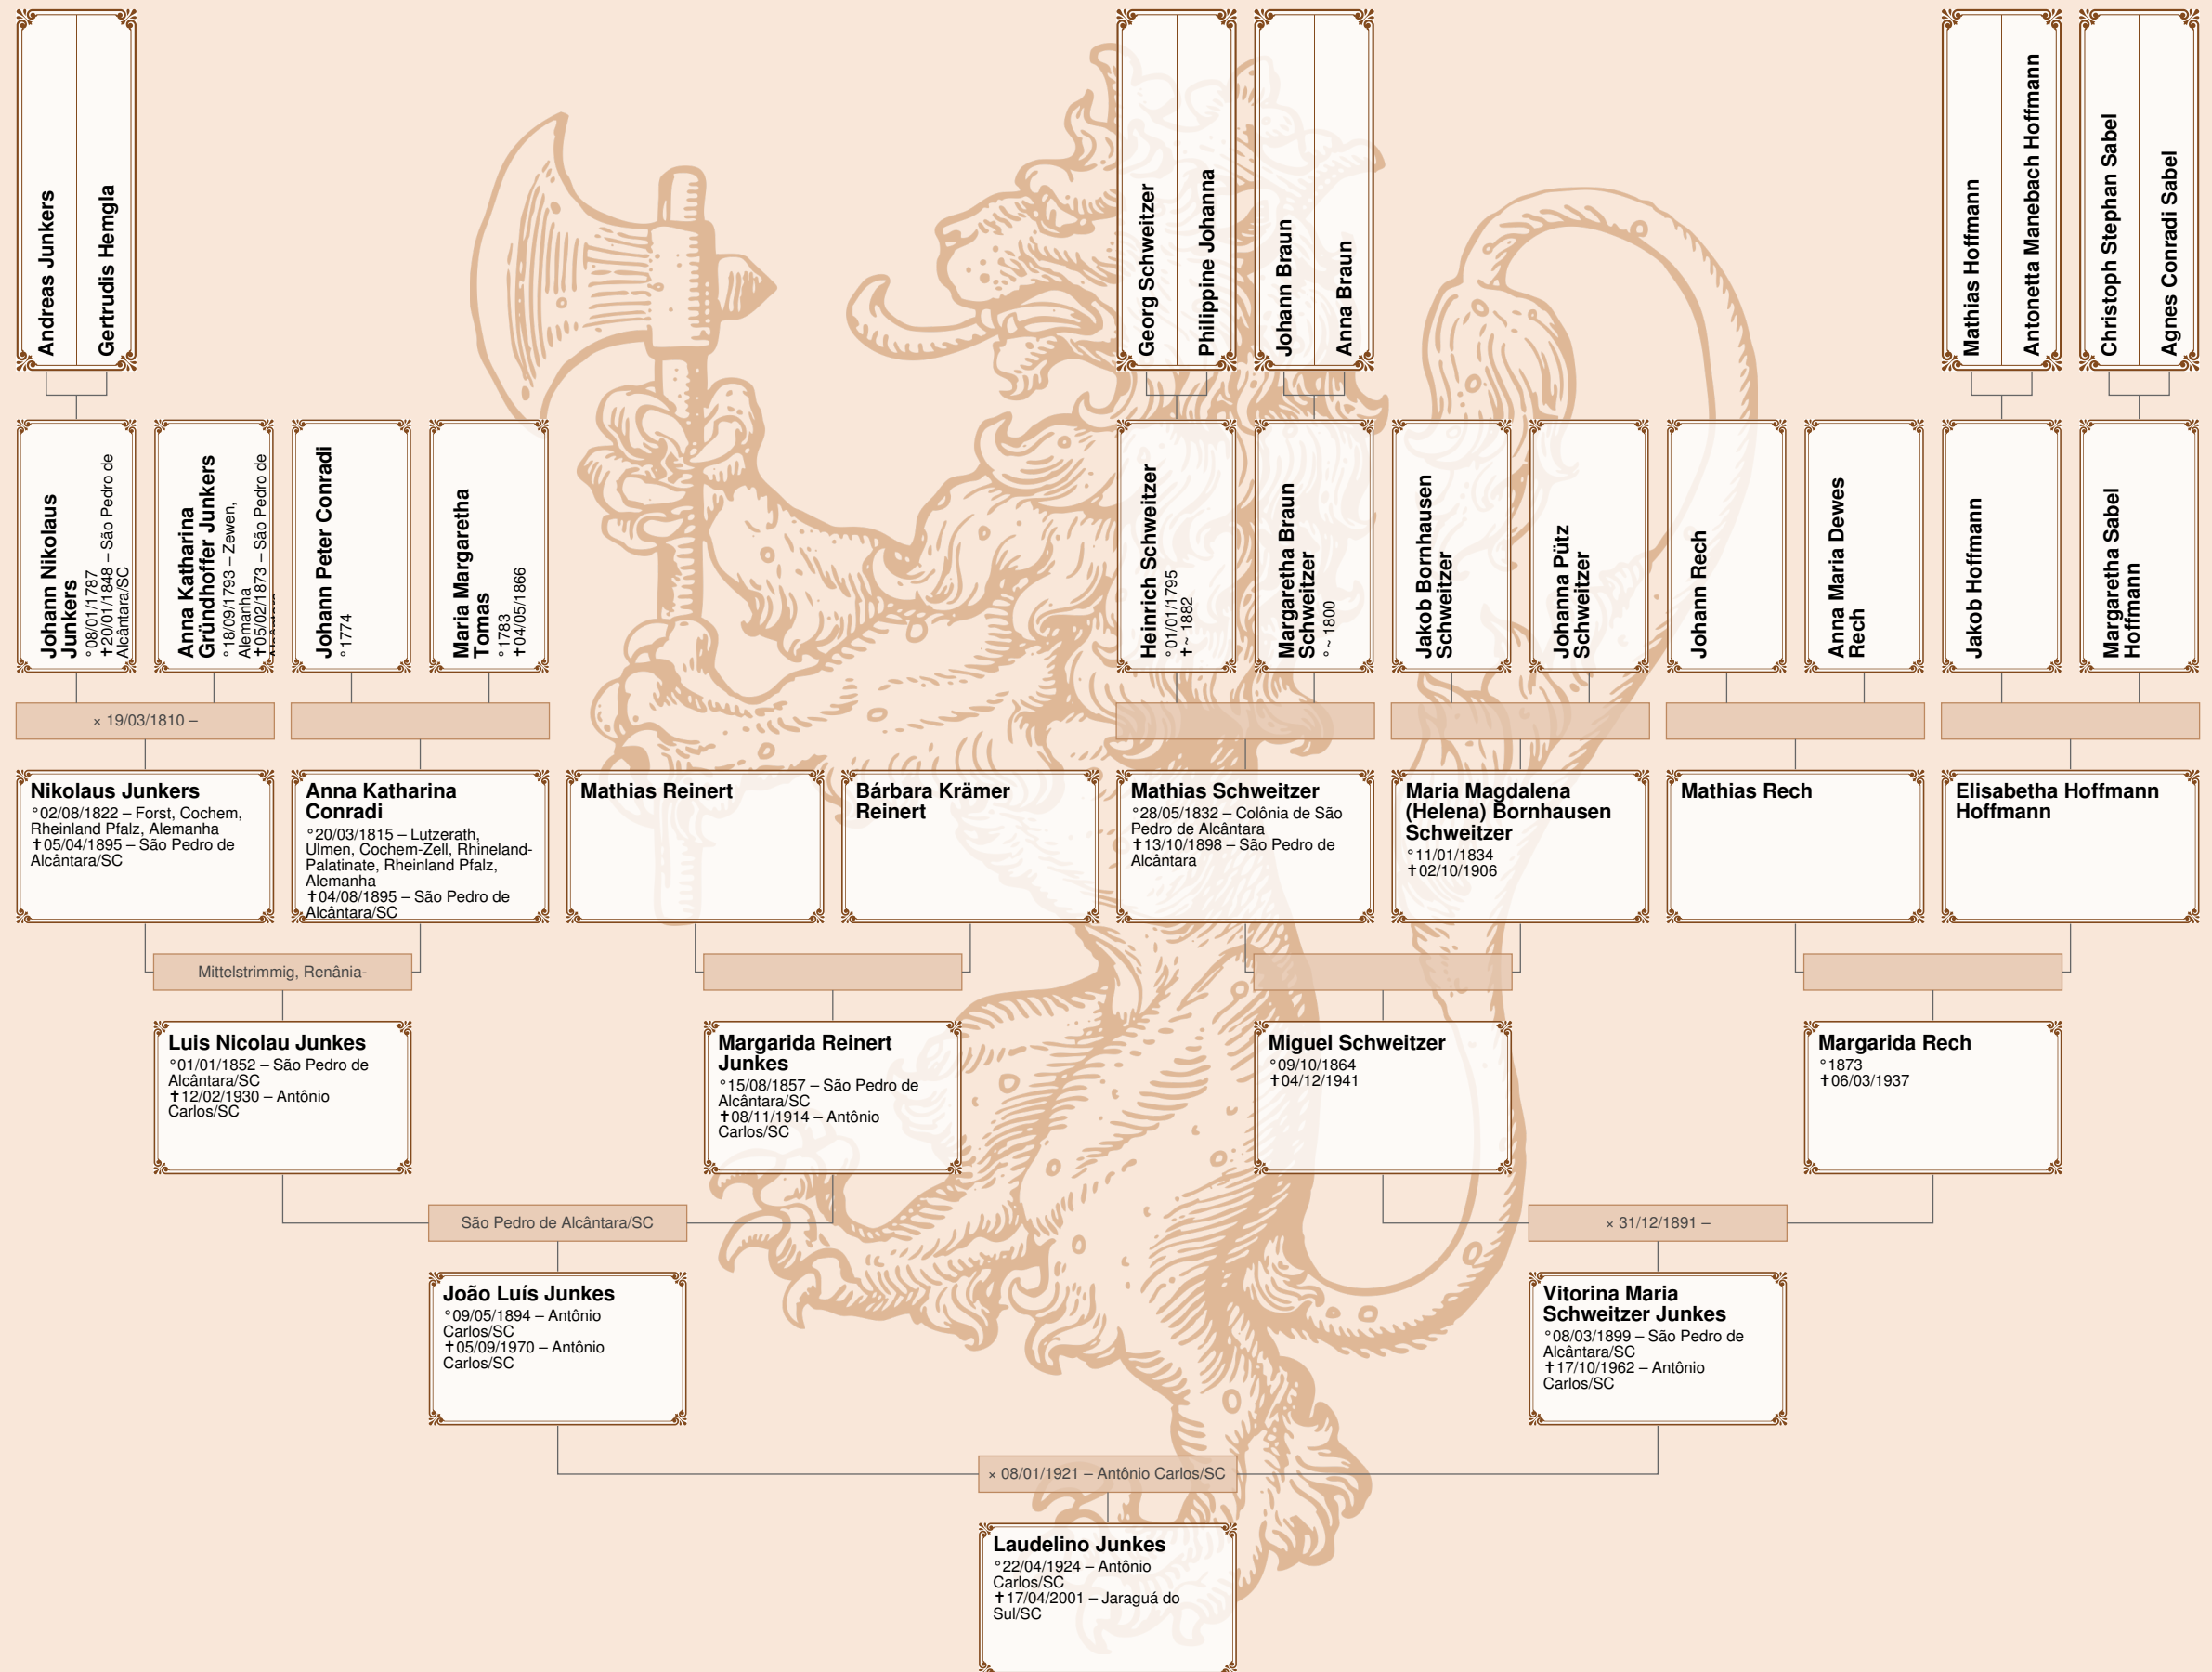 Andreas Junkers
Gertrudis Hemgla
Georg Schweitzer
Philippine Johanna
Johann Braun
Anna Braun
Mathias Hoffmann
Antonetta Manebach Hoffmann
Christoph Stephan Sabel
Agnes Conradi Sabel
Johann Nikolaus
Junkers
°08/01/1787
✝20/01/1848 – São Pedro de
Alcântara/SC
Anna Katharina
Gründhoffer Junkers
°18/09/1793 – Zewen,
Alemanha
✝05/02/1873 – São Pedro de
Johann Peter Conradi
°1774
Maria Margaretha
Tomas
°1783
✝04/05/1866
Heinrich Schweitzer
°01/01/1795
✝~ 1882
Margaretha Braun
Schweitzer
°~ 1800
Jakob Bornhausen
Schweitzer
Johanna Pütz
Schweitzer
Johann Rech
Anna Maria Dewes
Rech
Jakob Hoffmann
Margaretha Sabel
Hoffmann
× 19/03/1810 –
Nikolaus Junkers
°02/08/1822 – Forst, Cochem,
Rheinland Pfalz, Alemanha
✝05/04/1895 – São Pedro de
Alcântara/SC
Anna Katharina
Conradi
°20/03/1815 – Lutzerath,
Ulmen, Cochem-Zell, Rhineland-
Palatinate, Rheinland Pfalz,
Alemanha
✝04/08/1895 – São Pedro de
Alcântara/SC
Mathias Reinert
Bárbara Krämer
Reinert
Mathias Schweitzer
°28/05/1832 – Colônia de São
Pedro de Alcântara
✝13/10/1898 – São Pedro de
Alcântara
Maria Magdalena
(Helena) Bornhausen
Schweitzer
°11/01/1834
✝02/10/1906
Mathias Rech
Elisabetha Hoffmann
Hoffmann
Mittelstrimmig, Renânia-
Luis Nicolau Junkes
°01/01/1852 – São Pedro de
Alcântara/SC
✝12/02/1930 – Antônio
Carlos/SC
Margarida Reinert
Junkes
°15/08/1857 – São Pedro de
Alcântara/SC
✝08/11/1914 – Antônio
Carlos/SC
Miguel Schweitzer
°09/10/1864
✝04/12/1941
Margarida Rech
°1873
✝06/03/1937
São Pedro de Alcântara/SC
× 31/12/1891 –
João Luís Junkes
°09/05/1894 – Antônio
Carlos/SC
✝05/09/1970 – Antônio
Carlos/SC
Vitorina Maria
Schweitzer Junkes
°08/03/1899 – São Pedro de
Alcântara/SC
✝17/10/1962 – Antônio
Carlos/SC
× 08/01/1921 – Antônio Carlos/SC
Laudelino Junkes
°22/04/1924 – Antônio
Carlos/SC
✝17/04/2001 – Jaraguá do
Sul/SC